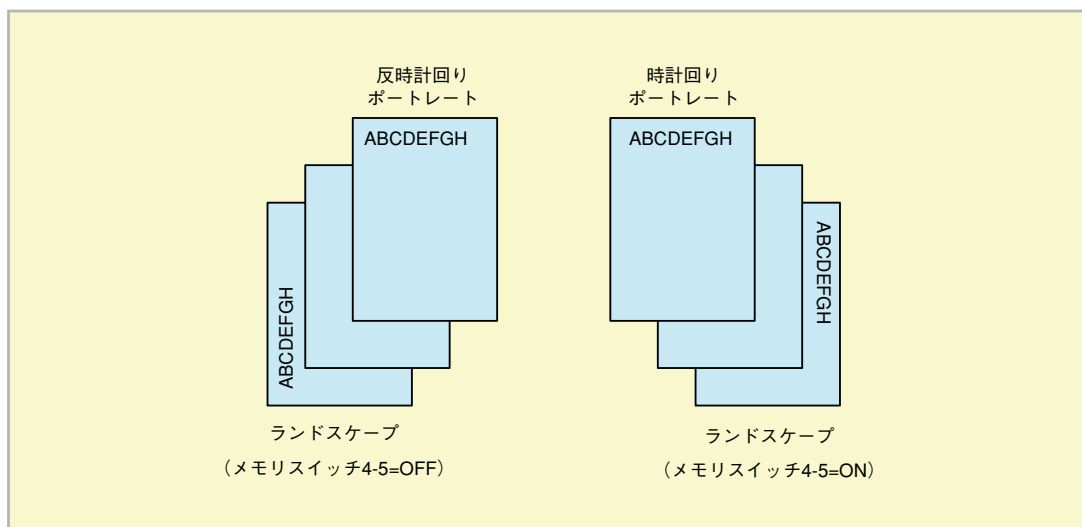 反時計回り
ポートレート
ABCDEFGH
ABCDEFGH
ランドスケープ
（メモリスイッチ4-5=OFF）
時計回り
ポートレート
ABCDEFGH
ABCDEFGH
ランドスケープ
（メモリスイッチ4-5=ON）